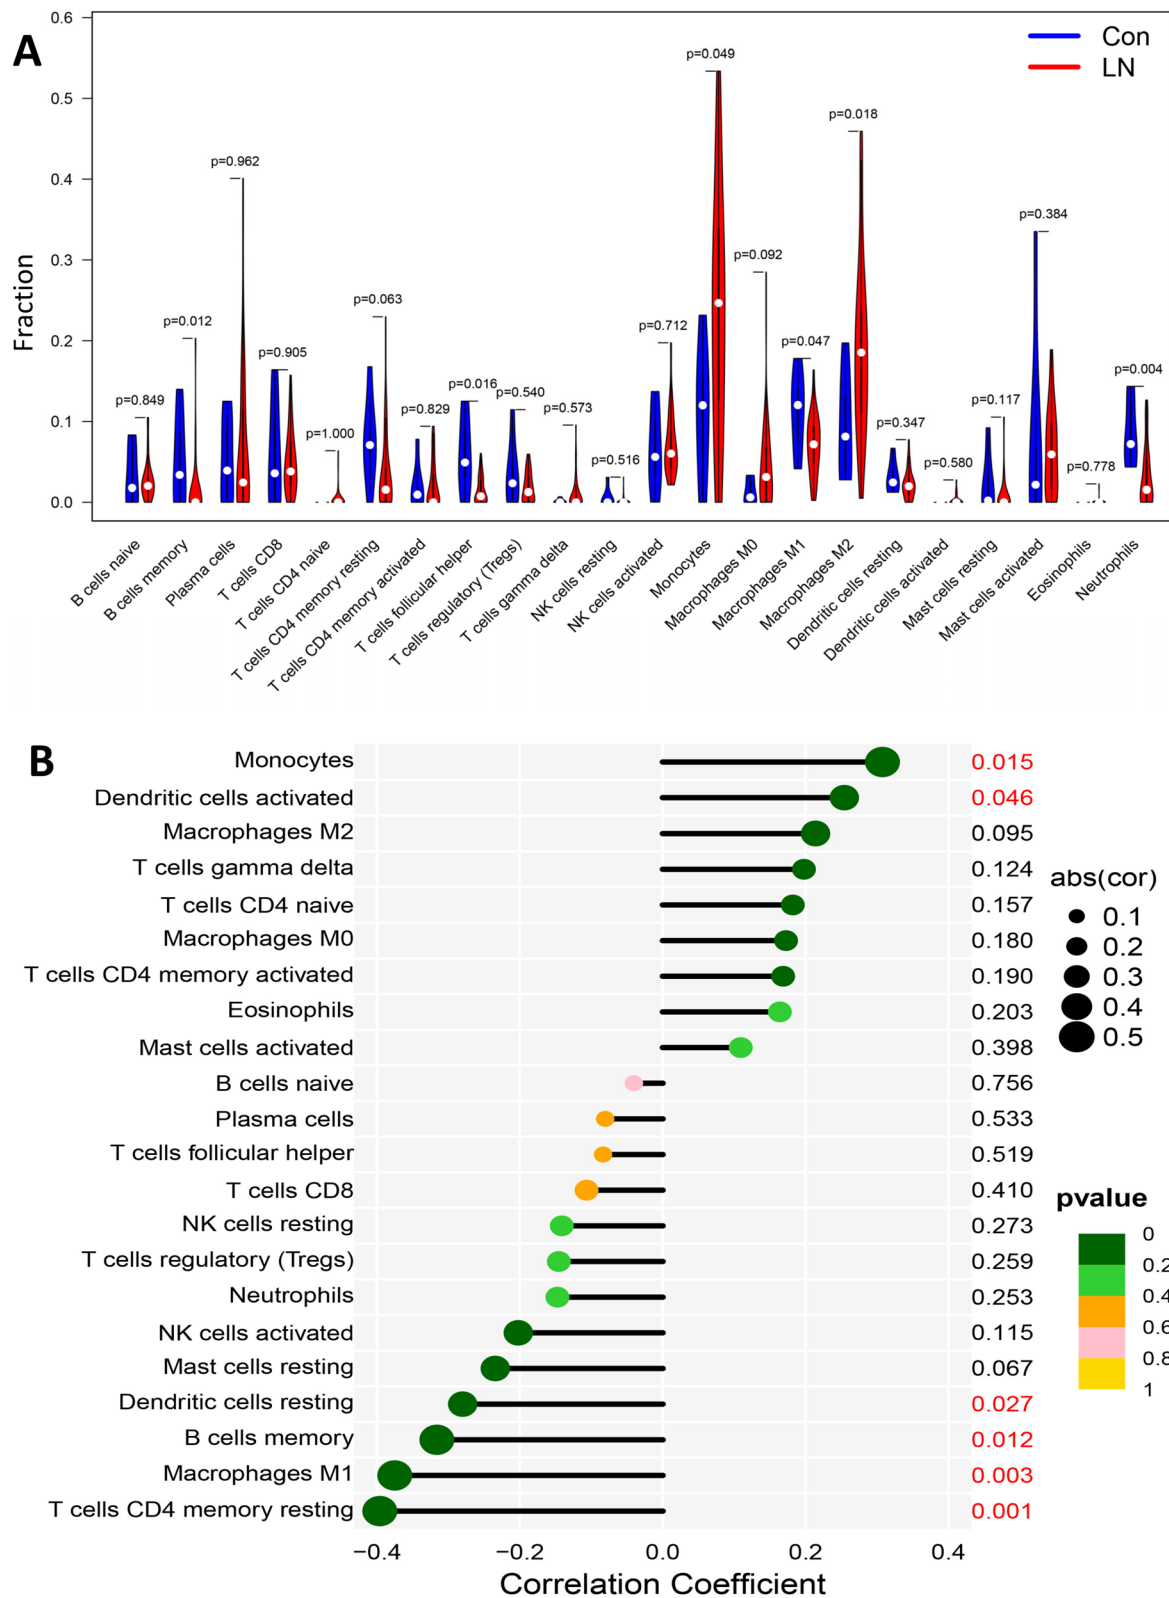 A
0.6
0.5
0.4
0.3
0.2
0.1
0.0
Fraction
Con
LN
p=0.849
p=0.012
p=0.962
p=0.905
p=1.000
p=0.063
p=0.829
p=0.016
p=0.540
p=0.573
p=0.516
p=0.712
p=0.049
p=0.092
p=0.047
p=0.018
p=0.347
p=0.580
p=0.117
p=0.384
p=0.778
p=0.004
B cells naive
B cells memory
Plasma cells
T cells CD8
T cells CD4 naive
T cells CD4 memory resting
T cells CD4 memory activated
T cells follicular helper
T cells regulatory (Tregs)
T cells gamma delta
NK cells resting
NK cells activated
Monocytes
Macrophages M0
Macrophages M1
Macrophages M2
Dendritic cells resting
Dendritic cells activated
Mast cells resting
Mast cells activated
Eosinophils
Neutrophils
B
Monocytes 0.015
Dendritic cells activated 0.046
Macrophages M2 0.095
T cells gamma delta 0.124
T cells CD4 naive 0.157
Macrophages M0 0.180
T cells CD4 memory activated 0.190
Eosinophils 0.203
Mast cells activated 0.398
B cells naive 0.756
Plasma cells 0.533
T cells follicular helper 0.519
T cells CD8 0.410
NK cells resting 0.273
T cells regulatory (Tregs) 0.259
Neutrophils 0.253
NK cells activated 0.115
Mast cells resting 0.067
Dendritic cells resting 0.027
B cells memory 0.012
Macrophages M1 0.003
T cells CD4 memory resting 0.001
−0.4 −0.2 0.0 0.2 0.4
Correlation Coefficient
abs(cor)
0.1
0.2
0.3
0.4
0.5
pvalue
0
0.2
0.4
0.6
0.8
1